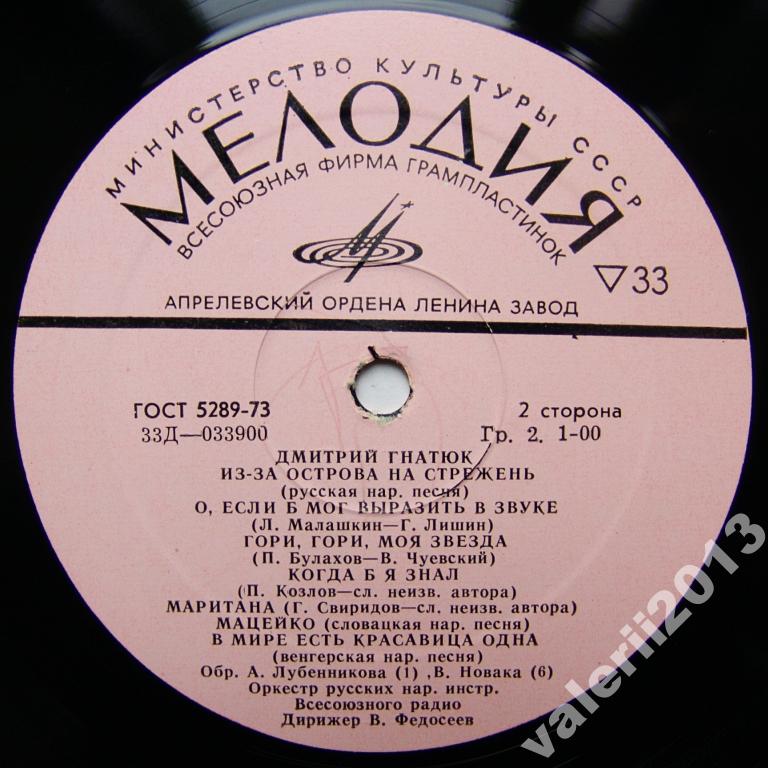 МИНИСТЕРСТВО КУЛЬТУРЫ СССР
МЕЛОДИЯ
ВСЕСОЮЗНАЯ ФИРМА ГРАМПЛАСТИНОК
▽33
АПРЕЛЕВСКИЙ ОРДЕНА ЛЕНИНА ЗАВОД
ГОСТ 5289-73
2 сторона
33Д—033900
Гр. 2. 1-00
ДМИТРИЙ ГНАТЮК
ИЗ-ЗА ОСТРОВА НА СТРЕЖЕНЬ
(русская нар. песня)
О, ЕСЛИ Б МОГ ВЫРАЗИТЬ В ЗВУКЕ
(Л. Малашкин—Г. Лишин)
ГОРИ, ГОРИ, МОЯ ЗВЕЗДА
(П. Булахов—В. Чуевский)
КОГДА Б Я ЗНАЛ
(П. Козлов—сл. неизв. автора)
МАРИТАНА (Г. Свиридов—сл. неизв. автора)
МАЦЕЙКО (словацкая нар. песня)
В МИРЕ ЕСТЬ КРАСАВИЦА ОДНА
(венгерская нар. песня)
Обр. А. Лубенникова (1) ,В. Новака (6)
Оркестр русских нар. инстр.
Всесоюзного радио
Дирижер В. Федосеев
valerii2013